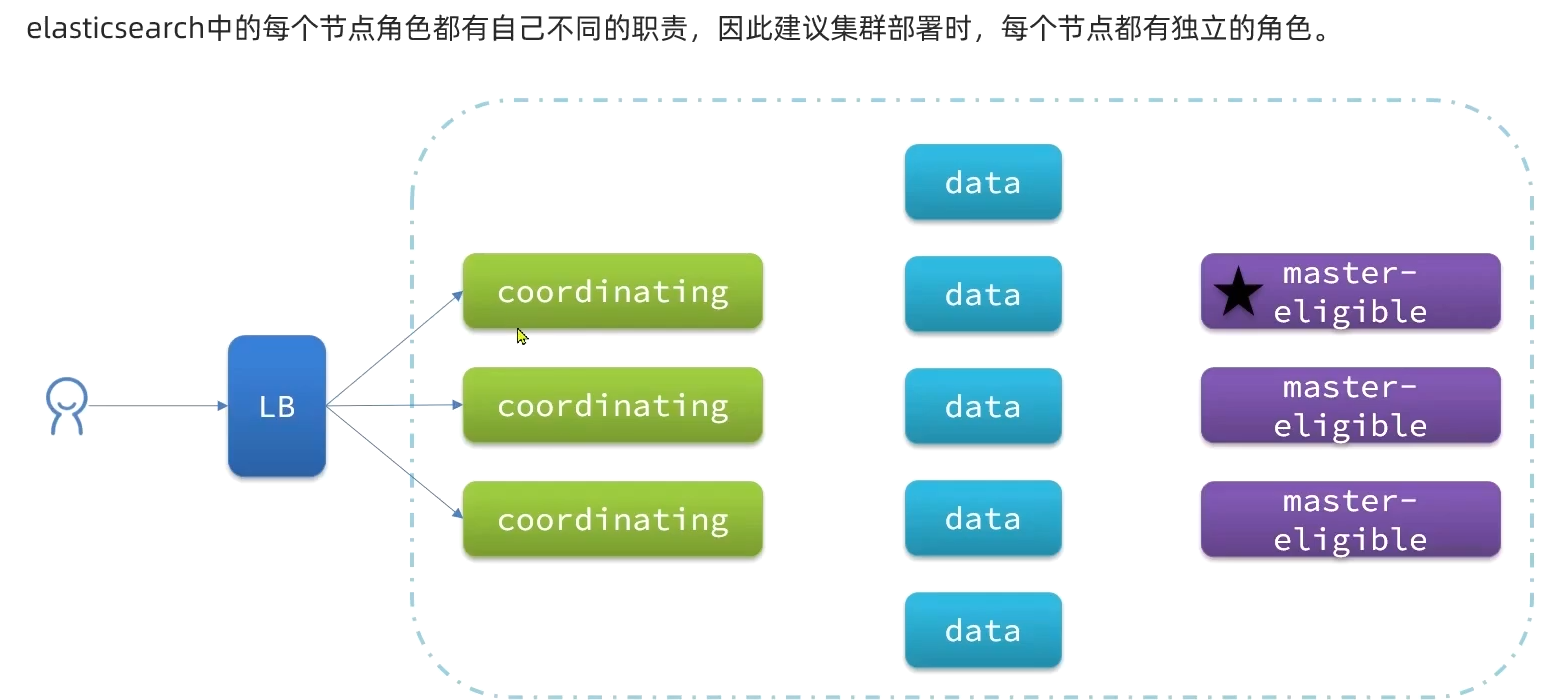 elasticsearch中的每个节点角色都有自己不同的职责，因此建议集群部署时，每个节点都有独立的角色。
data
coordinating
data
master-
eligible
LB
coordinating
data
master-
eligible
coordinating
data
master-
eligible
data